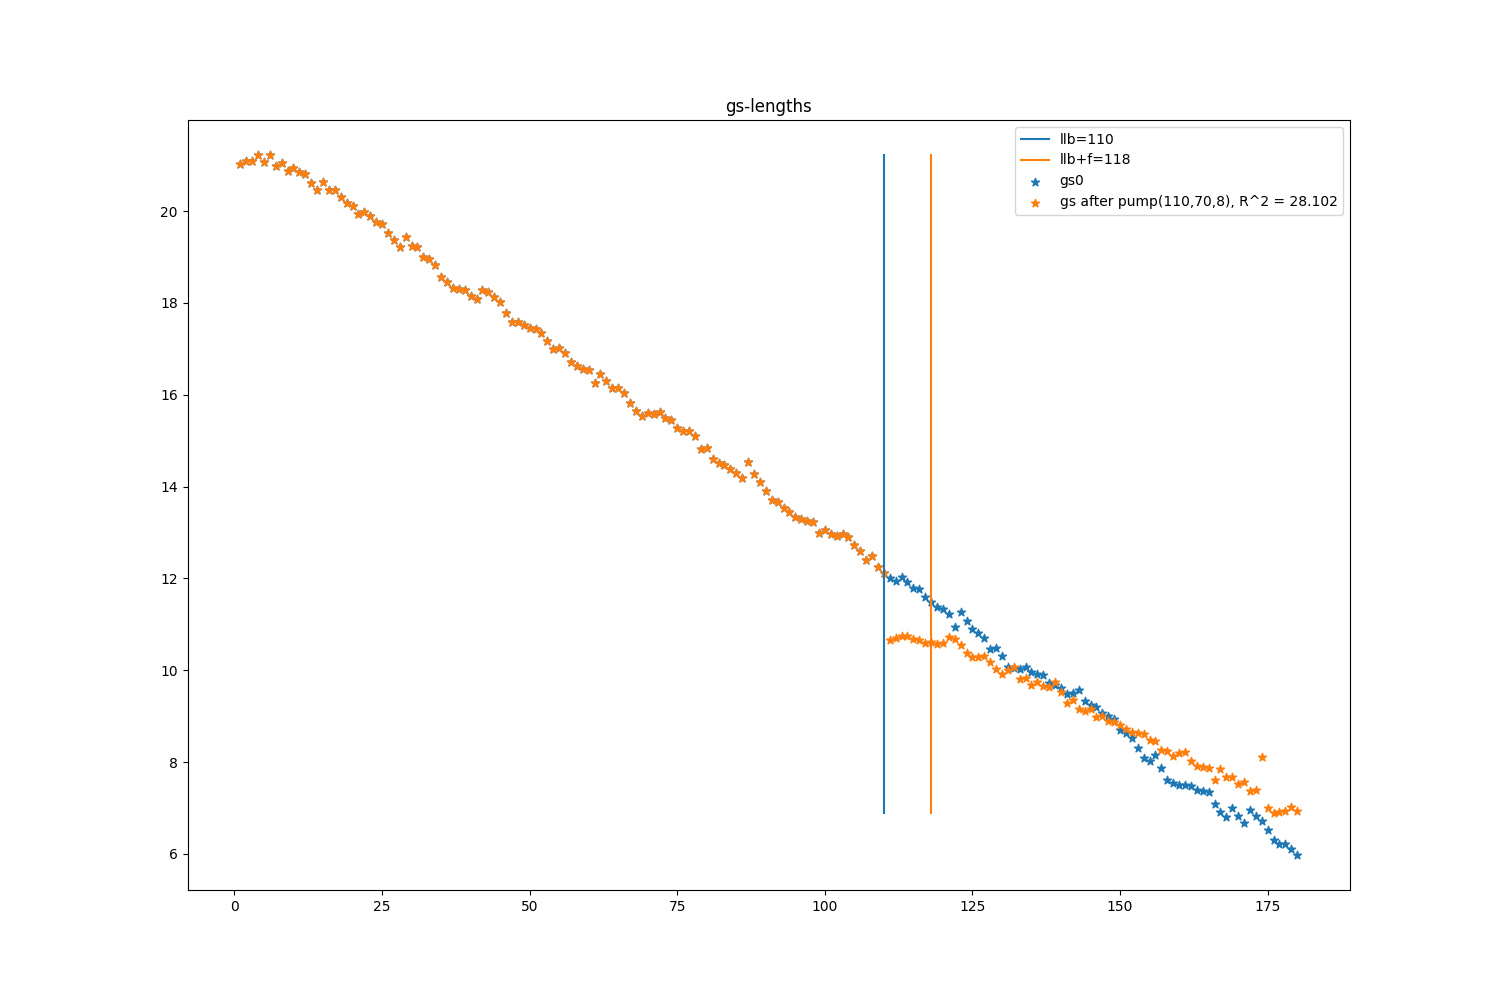 gs-lengths
llb=110
llb+f=118
gs0
gs after pump(110,70,8), R^2 = 28.102
20
18
16
14
12
10
8
6
0 25 50 75 100 125 150 175